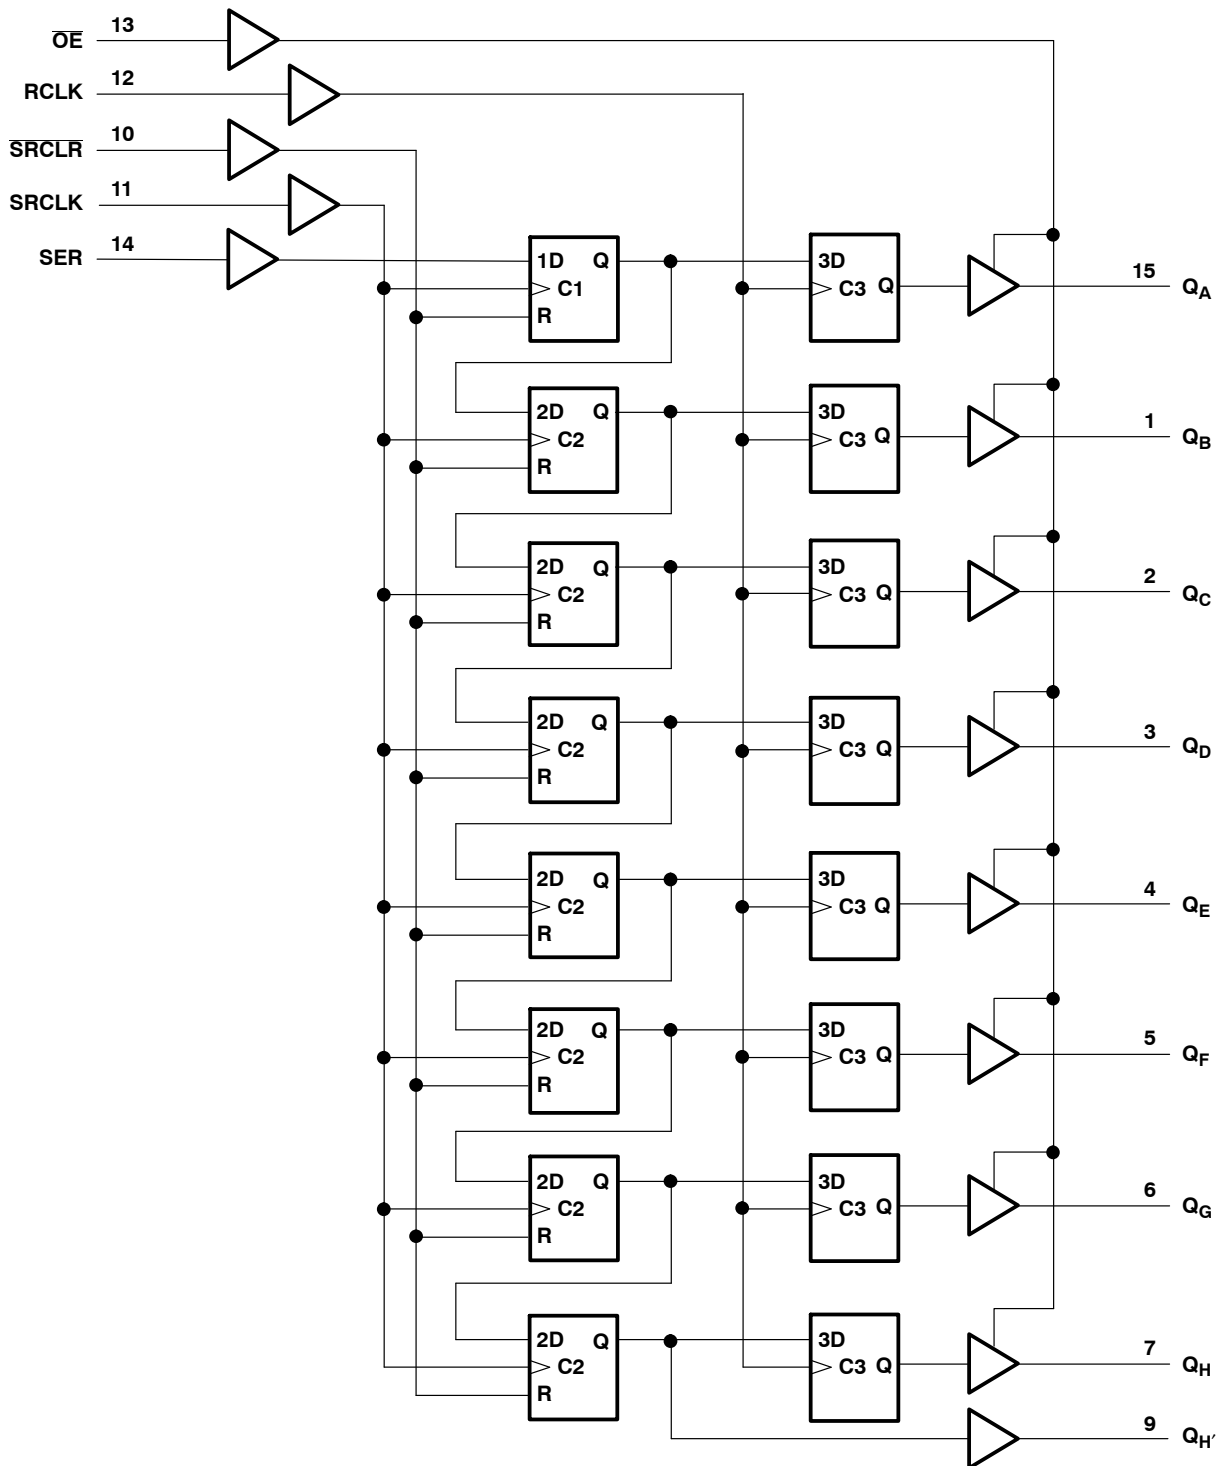 13
OE
12
RCLK
10
SRCLR
11
SRCLK
14
SER
1D Q
C1
R
3D
C3 Q
15
QA
2D Q
C2
R
3D
C3 Q
1
QB
2D Q
C2
R
3D
C3 Q
2
QC
2D Q
C2
R
3D
C3 Q
3
QD
2D Q
C2
R
3D
C3 Q
4
QE
2D Q
C2
R
3D
C3 Q
5
QF
2D Q
C2
R
3D
C3 Q
6
QG
2D Q
C2
R
3D
C3 Q
7
QH
9
QH′